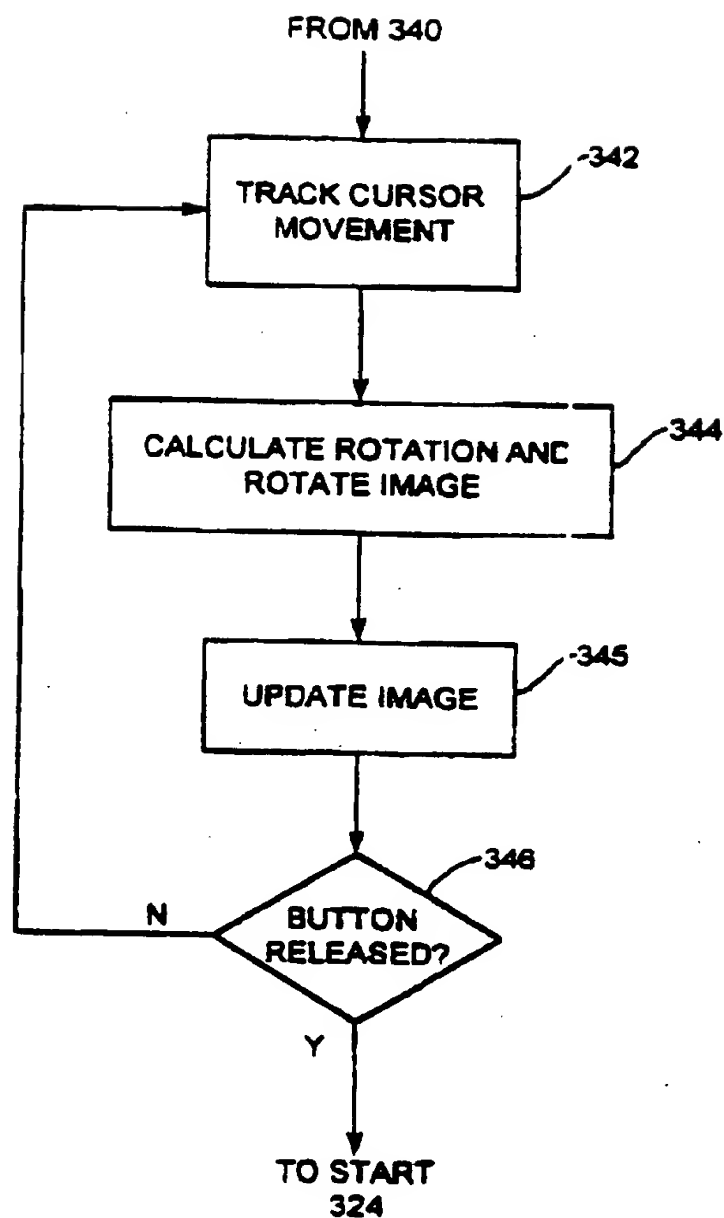 FROM 340
342
TRACK CURSOR
MOVEMENT
CALCULATE ROTATION AND
ROTATE IMAGE
344
345
UPDATE IMAGE
346
BUTTON
RELEASED?
N
Y
TO START
324